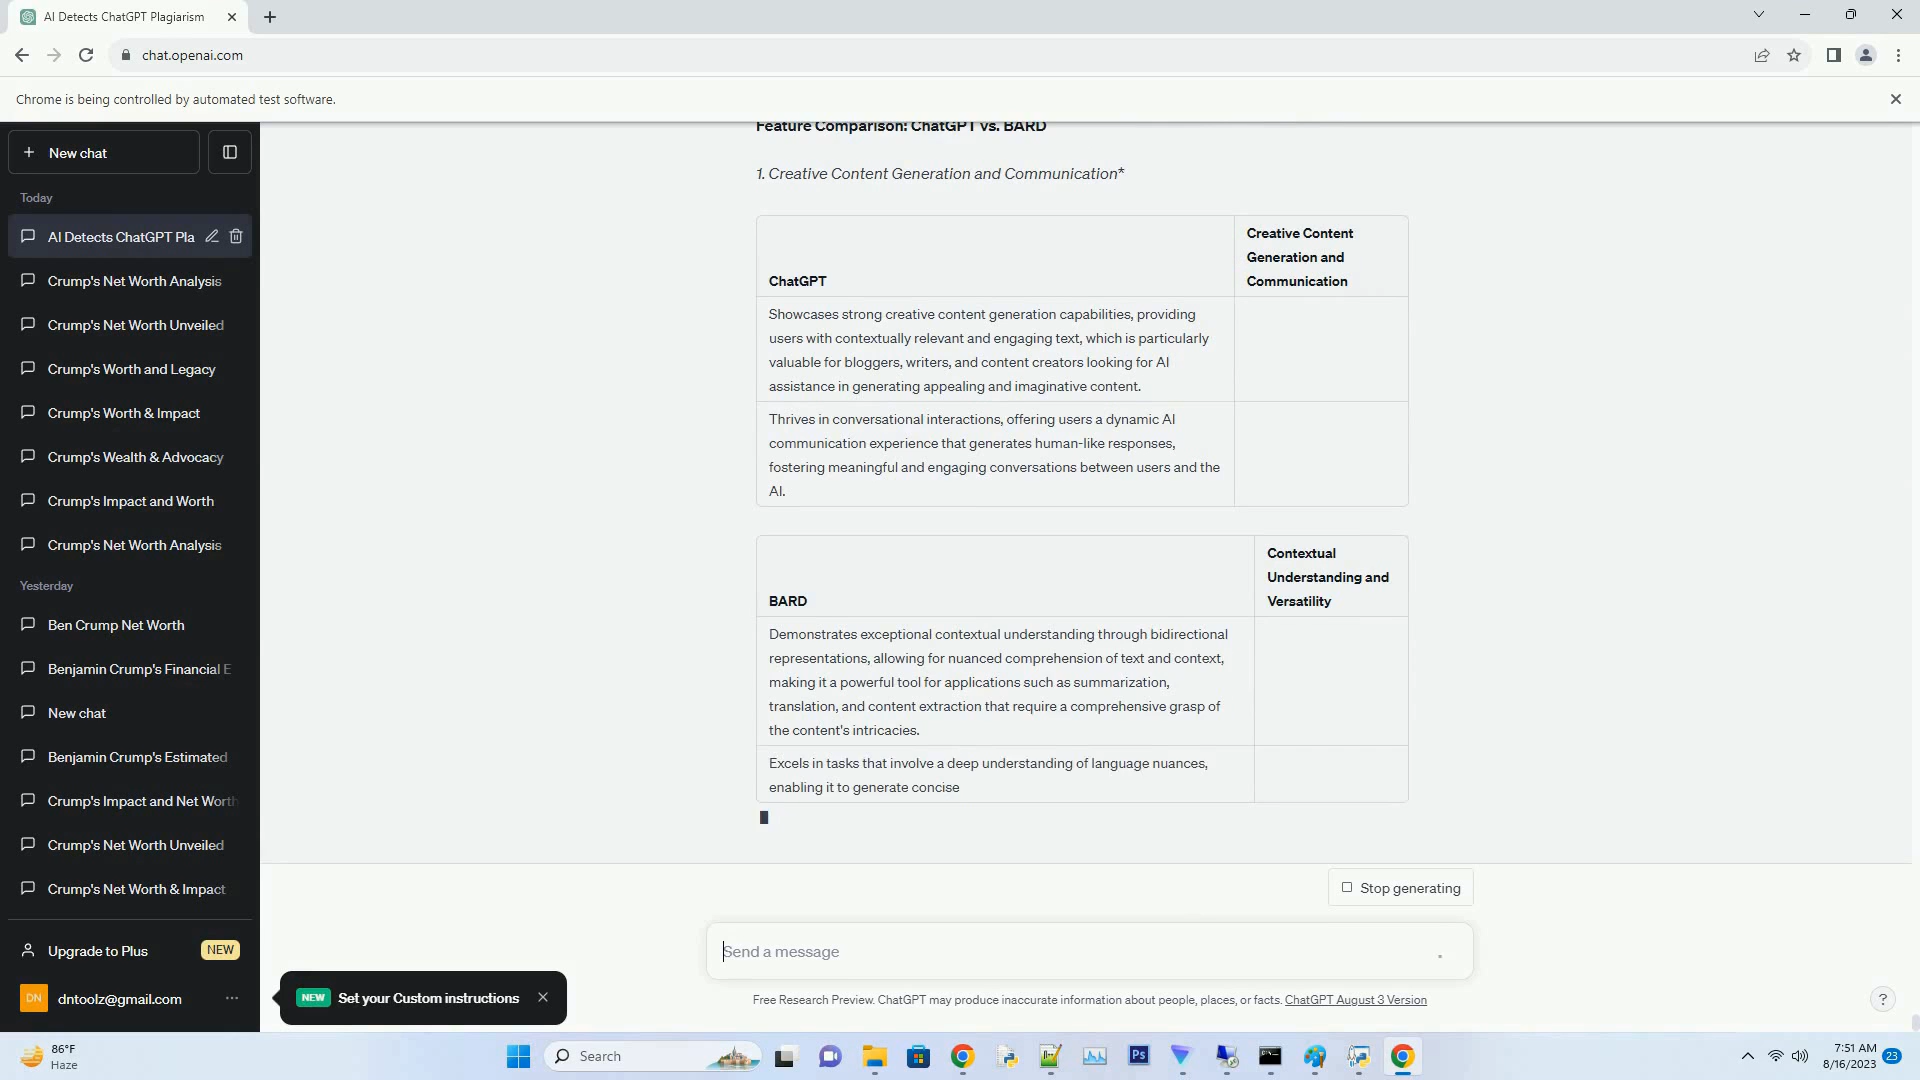 AI Detects ChatGPT Plagiarism
chat.openai.com
Chrome is being controlled by automated test software.
New chat
Today
AI Detects ChatGPT Pla
Crump's Net Worth Analysis
Crump's Net Worth Unveiled
Crump's Worth and Legacy
Crump's Worth & Impact
Crump's Wealth & Advocacy
Crump's Impact and Worth
Crump's Net Worth Analysis
Yesterday
Ben Crump Net Worth
Benjamin Crump's Financial E
New chat
Benjamin Crump's Estimated
Crump's Impact and Net Worth
Crump's Net Worth Unveiled
Crump's Net Worth & Impact
Upgrade to Plus
NEW
DN
dntoolz@gmail.com
Feature Comparison: ChatGPT vs. BARD
1. Creative Content Generation and Communication*
ChatGPT
Creative Content
Generation and
Communication
Showcases strong creative content generation capabilities, providing
users with contextually relevant and engaging text, which is particularly
valuable for bloggers, writers, and content creators looking for AI
assistance in generating appealing and imaginative content.
Thrives in conversational interactions, offering users a dynamic AI
communication experience that generates human-like responses,
fostering meaningful and engaging conversations between users and the
AI.
BARD
Contextual
Understanding and
Versatility
Demonstrates exceptional contextual understanding through bidirectional
representations, allowing for nuanced comprehension of text and context,
making it a powerful tool for applications such as summarization,
translation, and content extraction that require a comprehensive grasp of
the content's intricacies.
Excels in tasks that involve a deep understanding of language nuances,
enabling it to generate concise
Stop generating
Send a message
NEW Set your Custom instructions
Free Research Preview. ChatGPT may produce inaccurate information about people, places, or facts. ChatGPT August 3 Version
?
86°F
Haze
Search
Ps
7:51 AM
8/16/2023
23